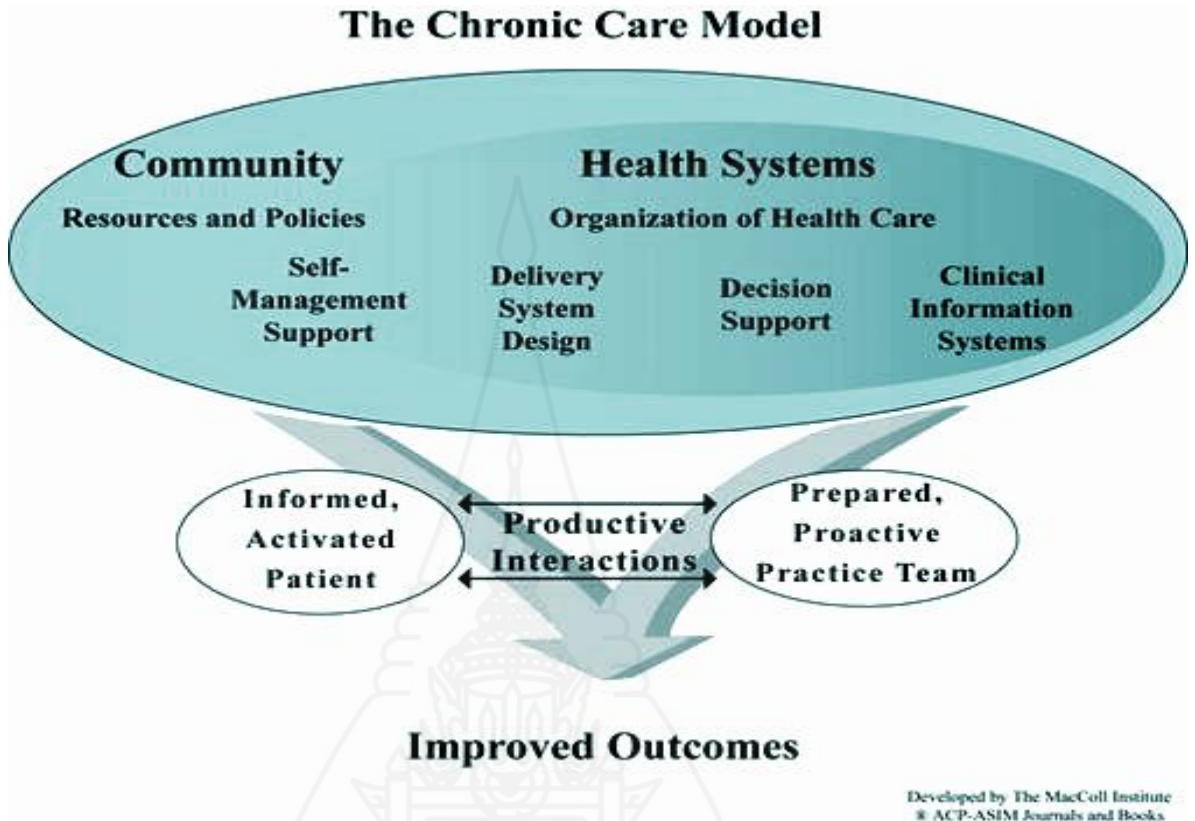 The Chronic Care Model
Community
Resources and Policies
Health Systems
Organization of Health Care
Self-
Management
Support
Delivery
System
Design
Decision
Support
Clinical
Information
Systems
Informed,
Activated
Patient
Productive
Interactions
Prepared,
Proactive
Practice Team
Improved Outcomes
Developed by The MacColl Institute
® ACP-ASIM Journals and Books